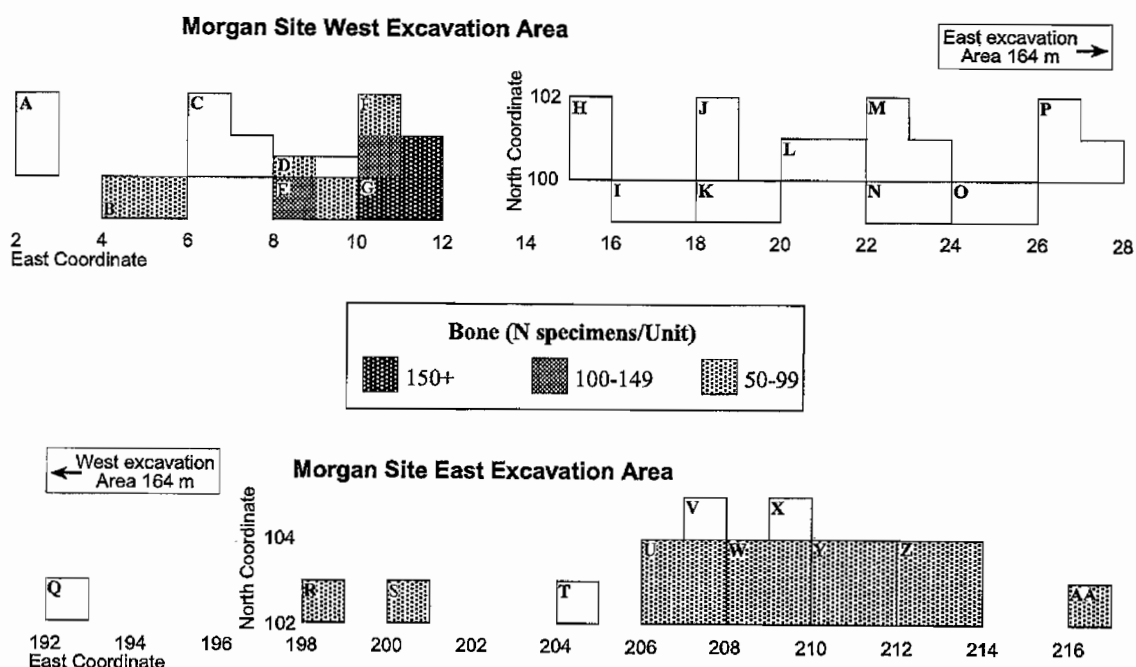 Morgan Site West Excavation Area
East excavation
Area 164 m
A
C
F
H
J
M
P
North Coordinate
102
D
L
B
E
G
100
I
K
N
O
2 4 6 8 10 12 14 16 18 20 22 24 26 28
East Coordinate
Bone (N specimens/Unit)
150+ 100-149 50-99
West excavation
Area 164 m
Morgan Site East Excavation Area
V
X
North Coordinate
104
U
W
Y
Z
Q
R
S
T
AA
102
192 194 196 198 200 202 204 206 208 210 212 214 216
East Coordinate